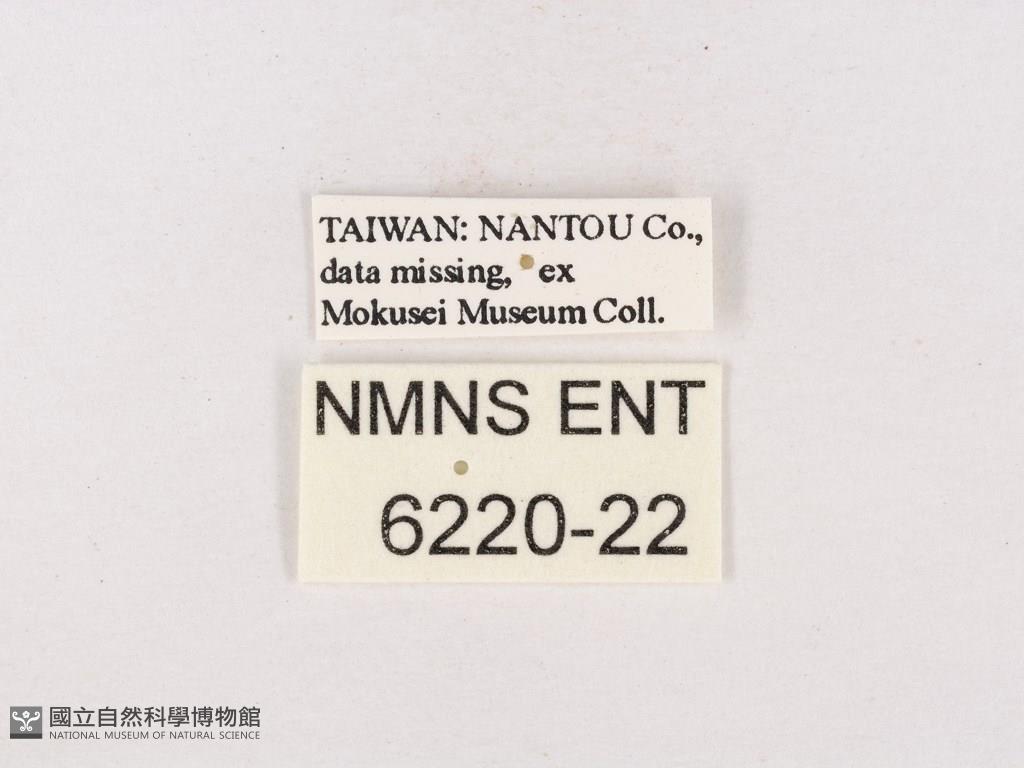 TAIWAN: NANTOU Co.,
data missing, ex
Mokusei Museum Coll.
NMNS ENT
6220-22
國立自然科學博物館
NATIONAL MUSEUM OF NATURAL SCIENCE